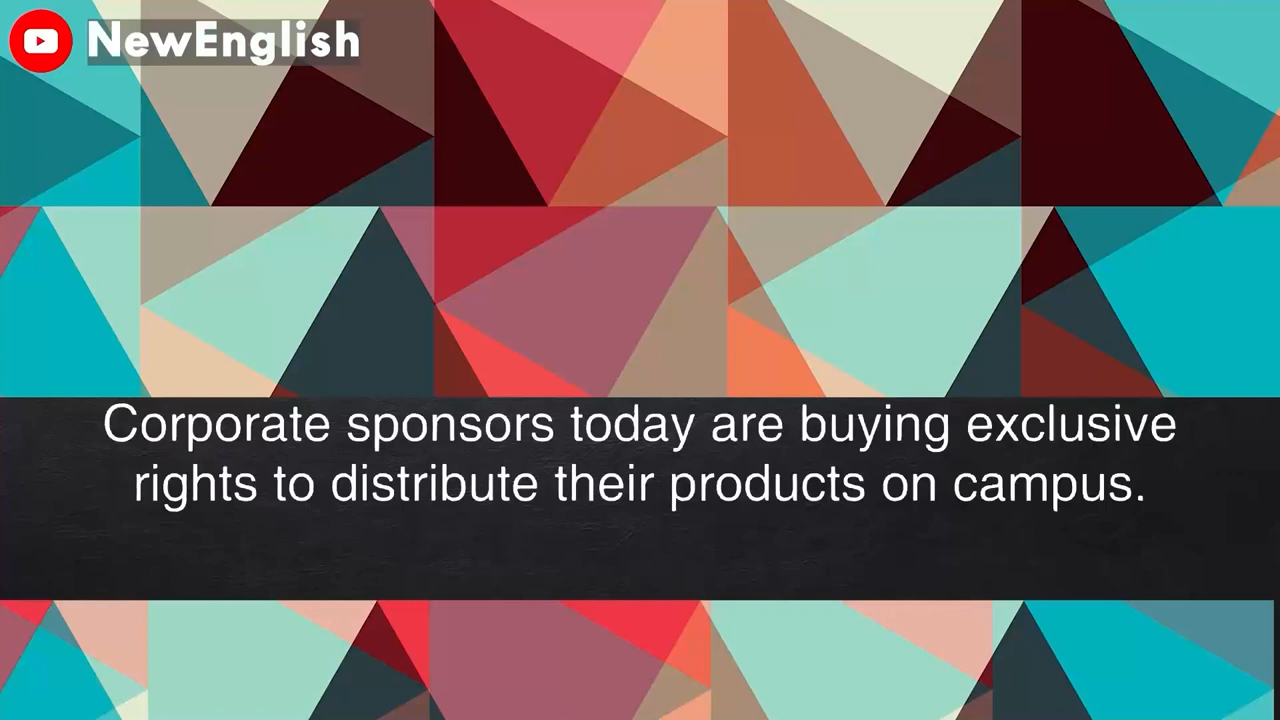 NewEnglish
Corporate sponsors today are buying exclusive
rights to distribute their products on campus.